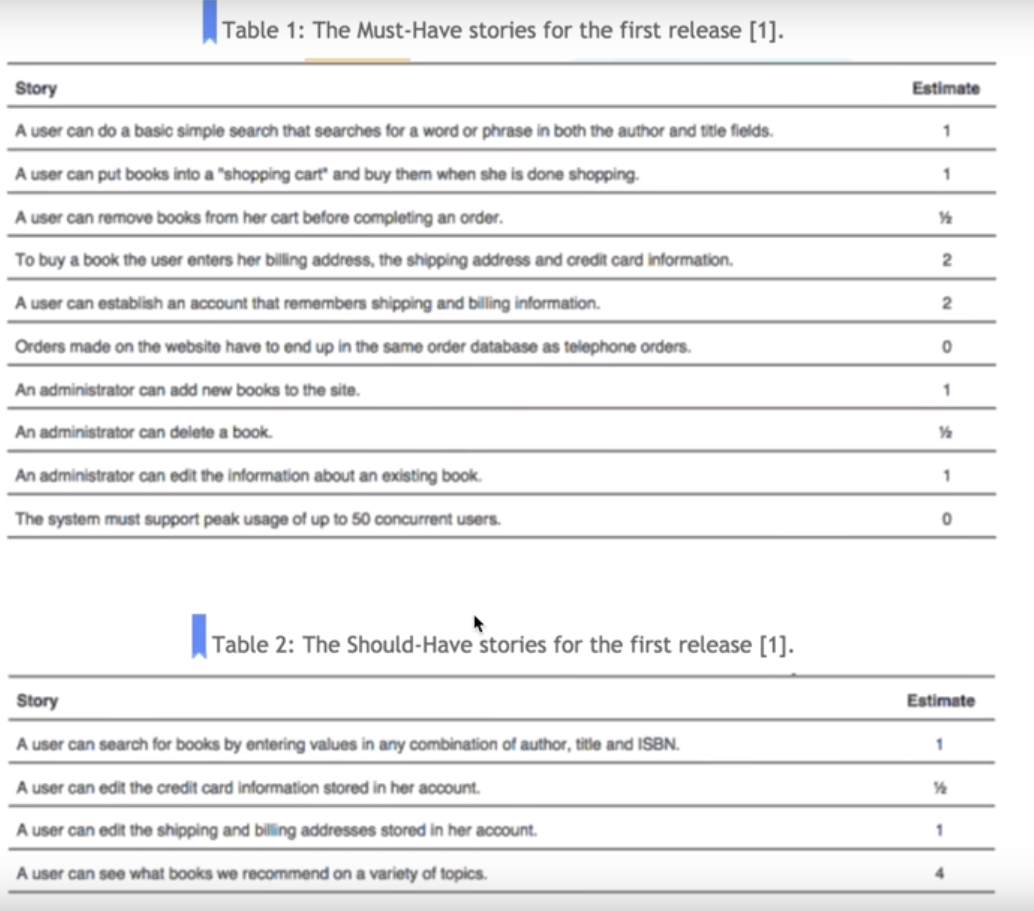 Table 1: The Must-Have stories for the first release [1].
Story Estimate
A user can do a basic simple search that searches for a word or phrase in both the author and title fields. 1
A user can put books into a "shopping cart" and buy them when she is done shopping. 1
A user can remove books from her cart before completing an order. ½
To buy a book the user enters her billing address, the shipping address and credit card information. 2
A user can establish an account that remembers shipping and billing information. 2
Orders made on the website have to end up in the same order database as telephone orders. 0
An administrator can add new books to the site. 1
An administrator can delete a book. ½
An administrator can edit the information about an existing book. 1
The system must support peak usage of up to 50 concurrent users. 0
Table 2: The Should-Have stories for the first release [1].
Story Estimate
A user can search for books by entering values in any combination of author, title and ISBN. 1
A user can edit the credit card information stored in her account. ½
A user can edit the shipping and billing addresses stored in her account. 1
A user can see what books we recommend on a variety of topics. 4